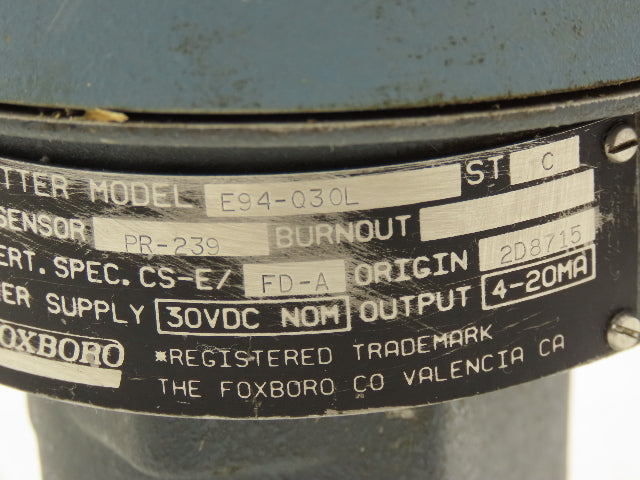 TTER MODEL E94-Q30L ST C
SENSOR PR-239 BURNOUT
ERT. SPEC. CS-E/ FD-A ORIGIN 2D8715
ER SUPPLY 30VDC NOM OUTPUT 4-20MA
OXBORO *REGISTERED TRADEMARK
THE FOXBORO CO VALENCIA CA